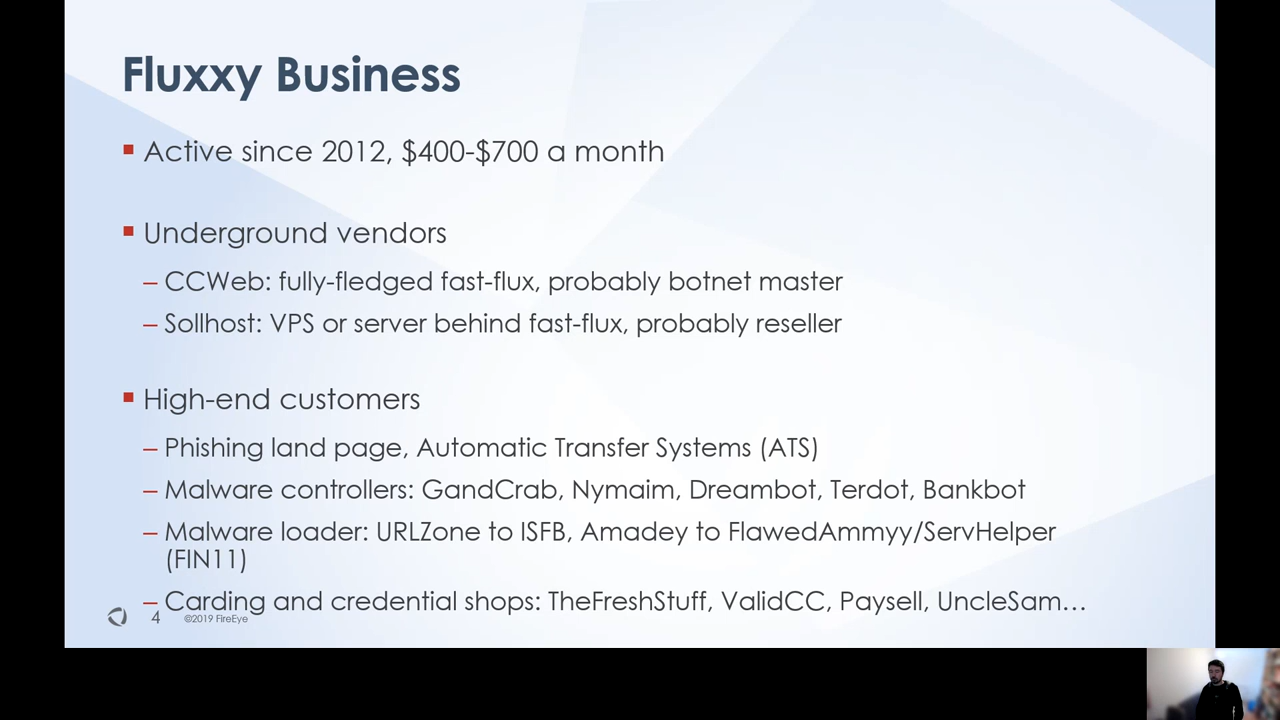 Fluxxy Business
▪ Active since 2012, $400-$700 a month
▪ Underground vendors
– CCWeb: fully-fledged fast-flux, probably botnet master
– Sollhost: VPS or server behind fast-flux, probably reseller
▪ High-end customers
– Phishing land page, Automatic Transfer Systems (ATS)
– Malware controllers: GandCrab, Nymaim, Dreambot, Terdot, Bankbot
– Malware loader: URLZone to ISFB, Amadey to FlawedAmmyy/ServHelper
(FIN11)
– Carding and credential shops: TheFreshStuff, ValidCC, Paysell, UncleSam…
4 ©2019 FireEye